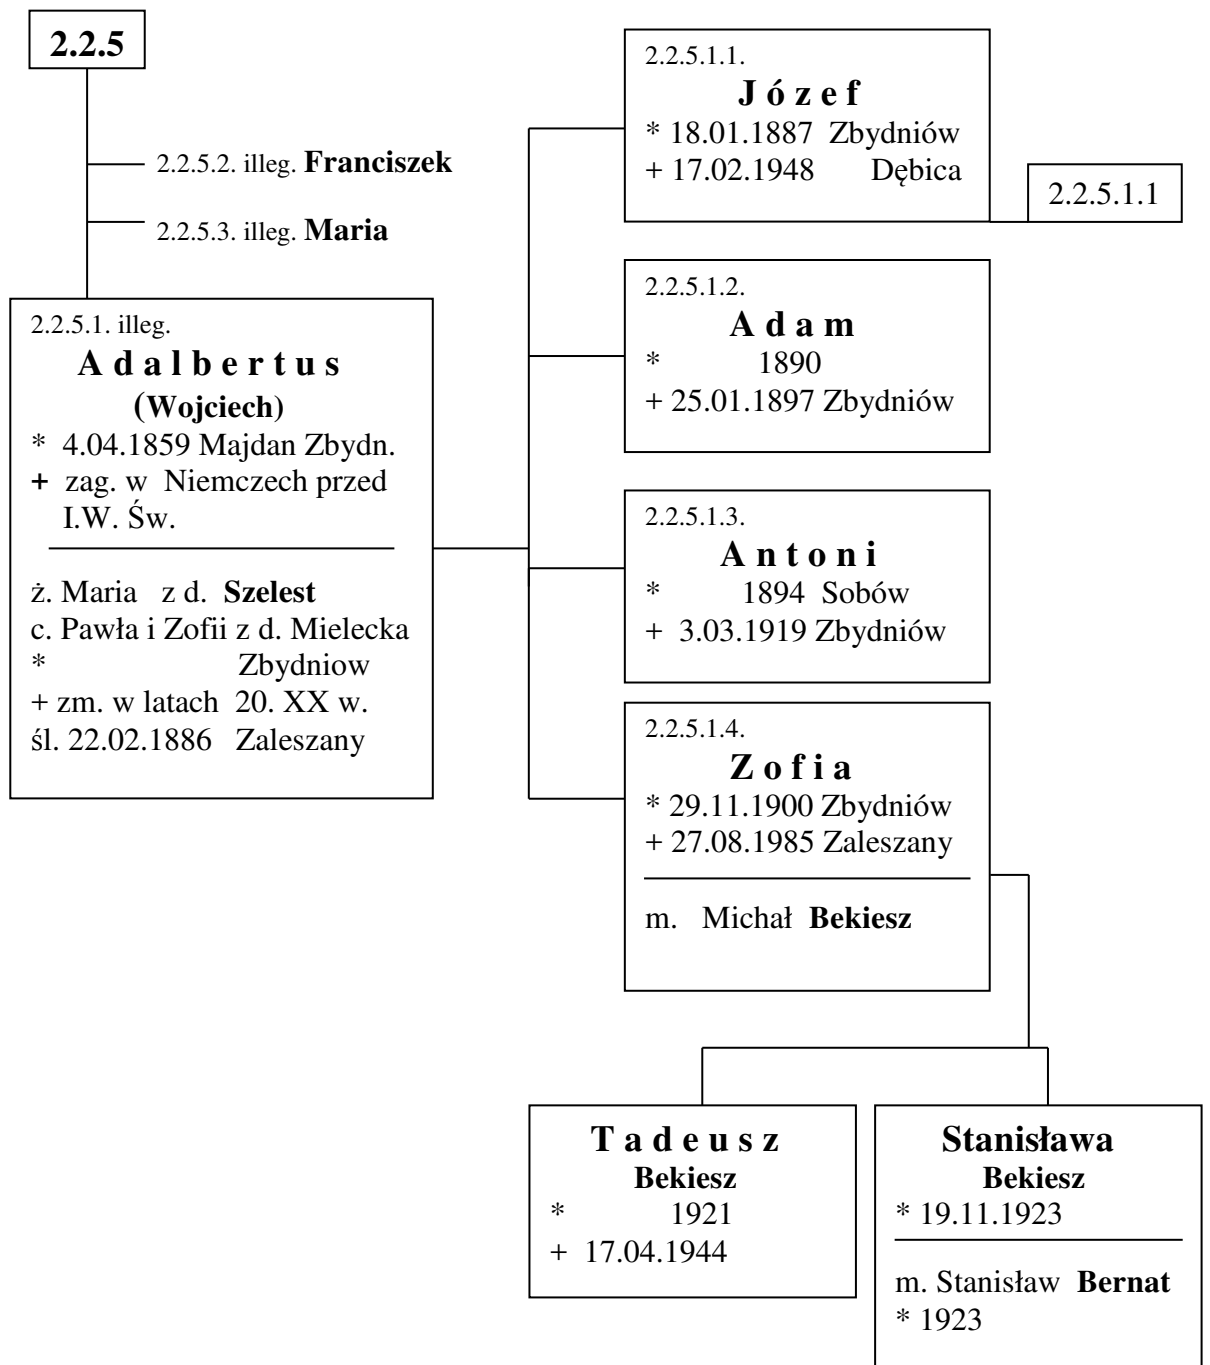 2.2.5
2.2.5.2. illeg. Franciszek
2.2.5.3. illeg. Maria
2.2.5.1. illeg.
A d a l b e r t u s
(Wojciech)
* 4.04.1859 Majdan Zbydn.
+ zag. w Niemczech przed
I.W. Św.
ż. Maria z d. Szelest
c. Pawła i Zofii z d. Mielecka
* Zbydniow
+ zm. w latach 20. XX w.
śl. 22.02.1886 Zaleszany
2.2.5.1.1.
J ó z e f
* 18.01.1887 Zbydniów
+ 17.02.1948 Dębica
2.2.5.1.1
2.2.5.1.2.
A d a m
* 1890
+ 25.01.1897 Zbydniów
2.2.5.1.3.
A n t o n i
* 1894 Sobów
+ 3.03.1919 Zbydniów
2.2.5.1.4.
Z o f i a
* 29.11.1900 Zbydniów
+ 27.08.1985 Zaleszany
m. Michał Bekiesz
T a d e u s z
Bekiesz
* 1921
+ 17.04.1944
Stanisława
Bekiesz
* 19.11.1923
m. Stanisław Bernat
* 1923